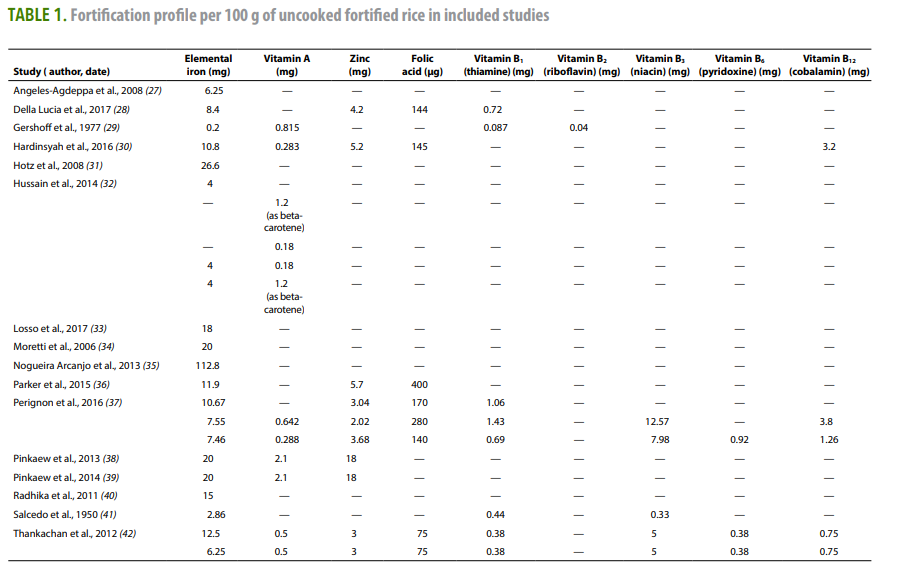 TABLE 1. Fortification profile per 100 g of uncooked fortified rice in included studies
Elemental Vitamin A Zinc Folic Vitamin B₁ Vitamin B₂ Vitamin B₃ Vitamin B₆ Vitamin B₁₂
Study ( author, date) iron (mg) (mg) (mg) acid (µg) (thiamine) (mg) (riboflavin) (mg) (niacin) (mg) (pyridoxine) (mg) (cobalamin) (mg)
Angeles-Agdeppa et al., 2008 (27) 6.25 — — — — — — — —
Della Lucia et al., 2017 (28) 8.4 — 4.2 144 0.72 — — — —
Gershoff et al., 1977 (29) 0.2 0.815 — — 0.087 0.04 — — —
Hardinsyah et al., 2016 (30) 10.8 0.283 5.2 145 — — — — 3.2
Hotz et al., 2008 (31) 26.6 — — — — — — — —
Hussain et al., 2014 (32) 4 — — — — — — — —
— 1.2 — — — — — — —
(as beta-
carotene)
— 0.18 — — — — — — —
4 0.18 — — — — — — —
4 1.2 — — — — — — —
(as beta-
carotene)
Losso et al., 2017 (33) 18 — — — — — — — —
Moretti et al., 2006 (34) 20 — — — — — — — —
Nogueira Arcanjo et al., 2013 (35) 112.8 — — — — — — — —
Parker et al., 2015 (36) 11.9 — 5.7 400 — — — — —
Perignon et al., 2016 (37) 10.67 — 3.04 170 1.06 — — — —
7.55 0.642 2.02 280 1.43 — 12.57 — 3.8
7.46 0.288 3.68 140 0.69 — 7.98 0.92 1.26
Pinkaew et al., 2013 (38) 20 2.1 18 — — — — — —
Pinkaew et al., 2014 (39) 20 2.1 18 — — — — — —
Radhika et al., 2011 (40) 15 — — — — — — — —
Salcedo et al., 1950 (41) 2.86 — — — 0.44 — 0.33 — —
Thankachan et al., 2012 (42) 12.5 0.5 3 75 0.38 — 5 0.38 0.75
6.25 0.5 3 75 0.38 — 5 0.38 0.75